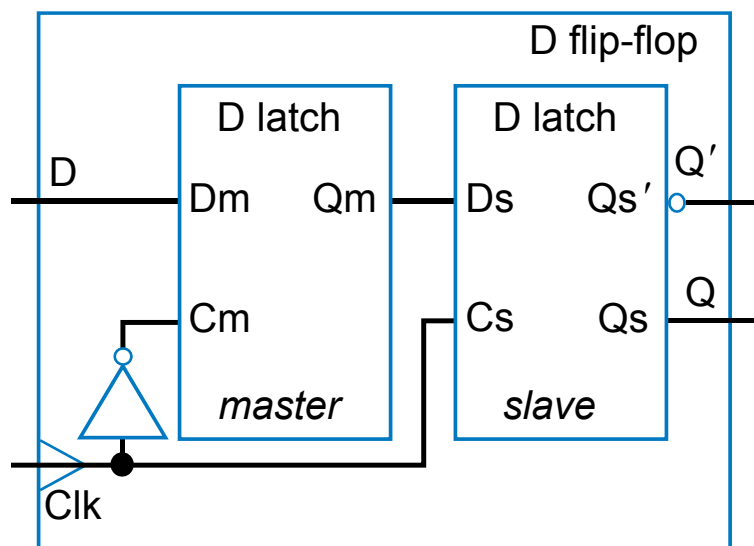 D flip-flop
D latch
D latch
D
Q′
Dm
Qm
Ds
Qs′
Q
Cm
Cs
Qs
master
slave
Clk